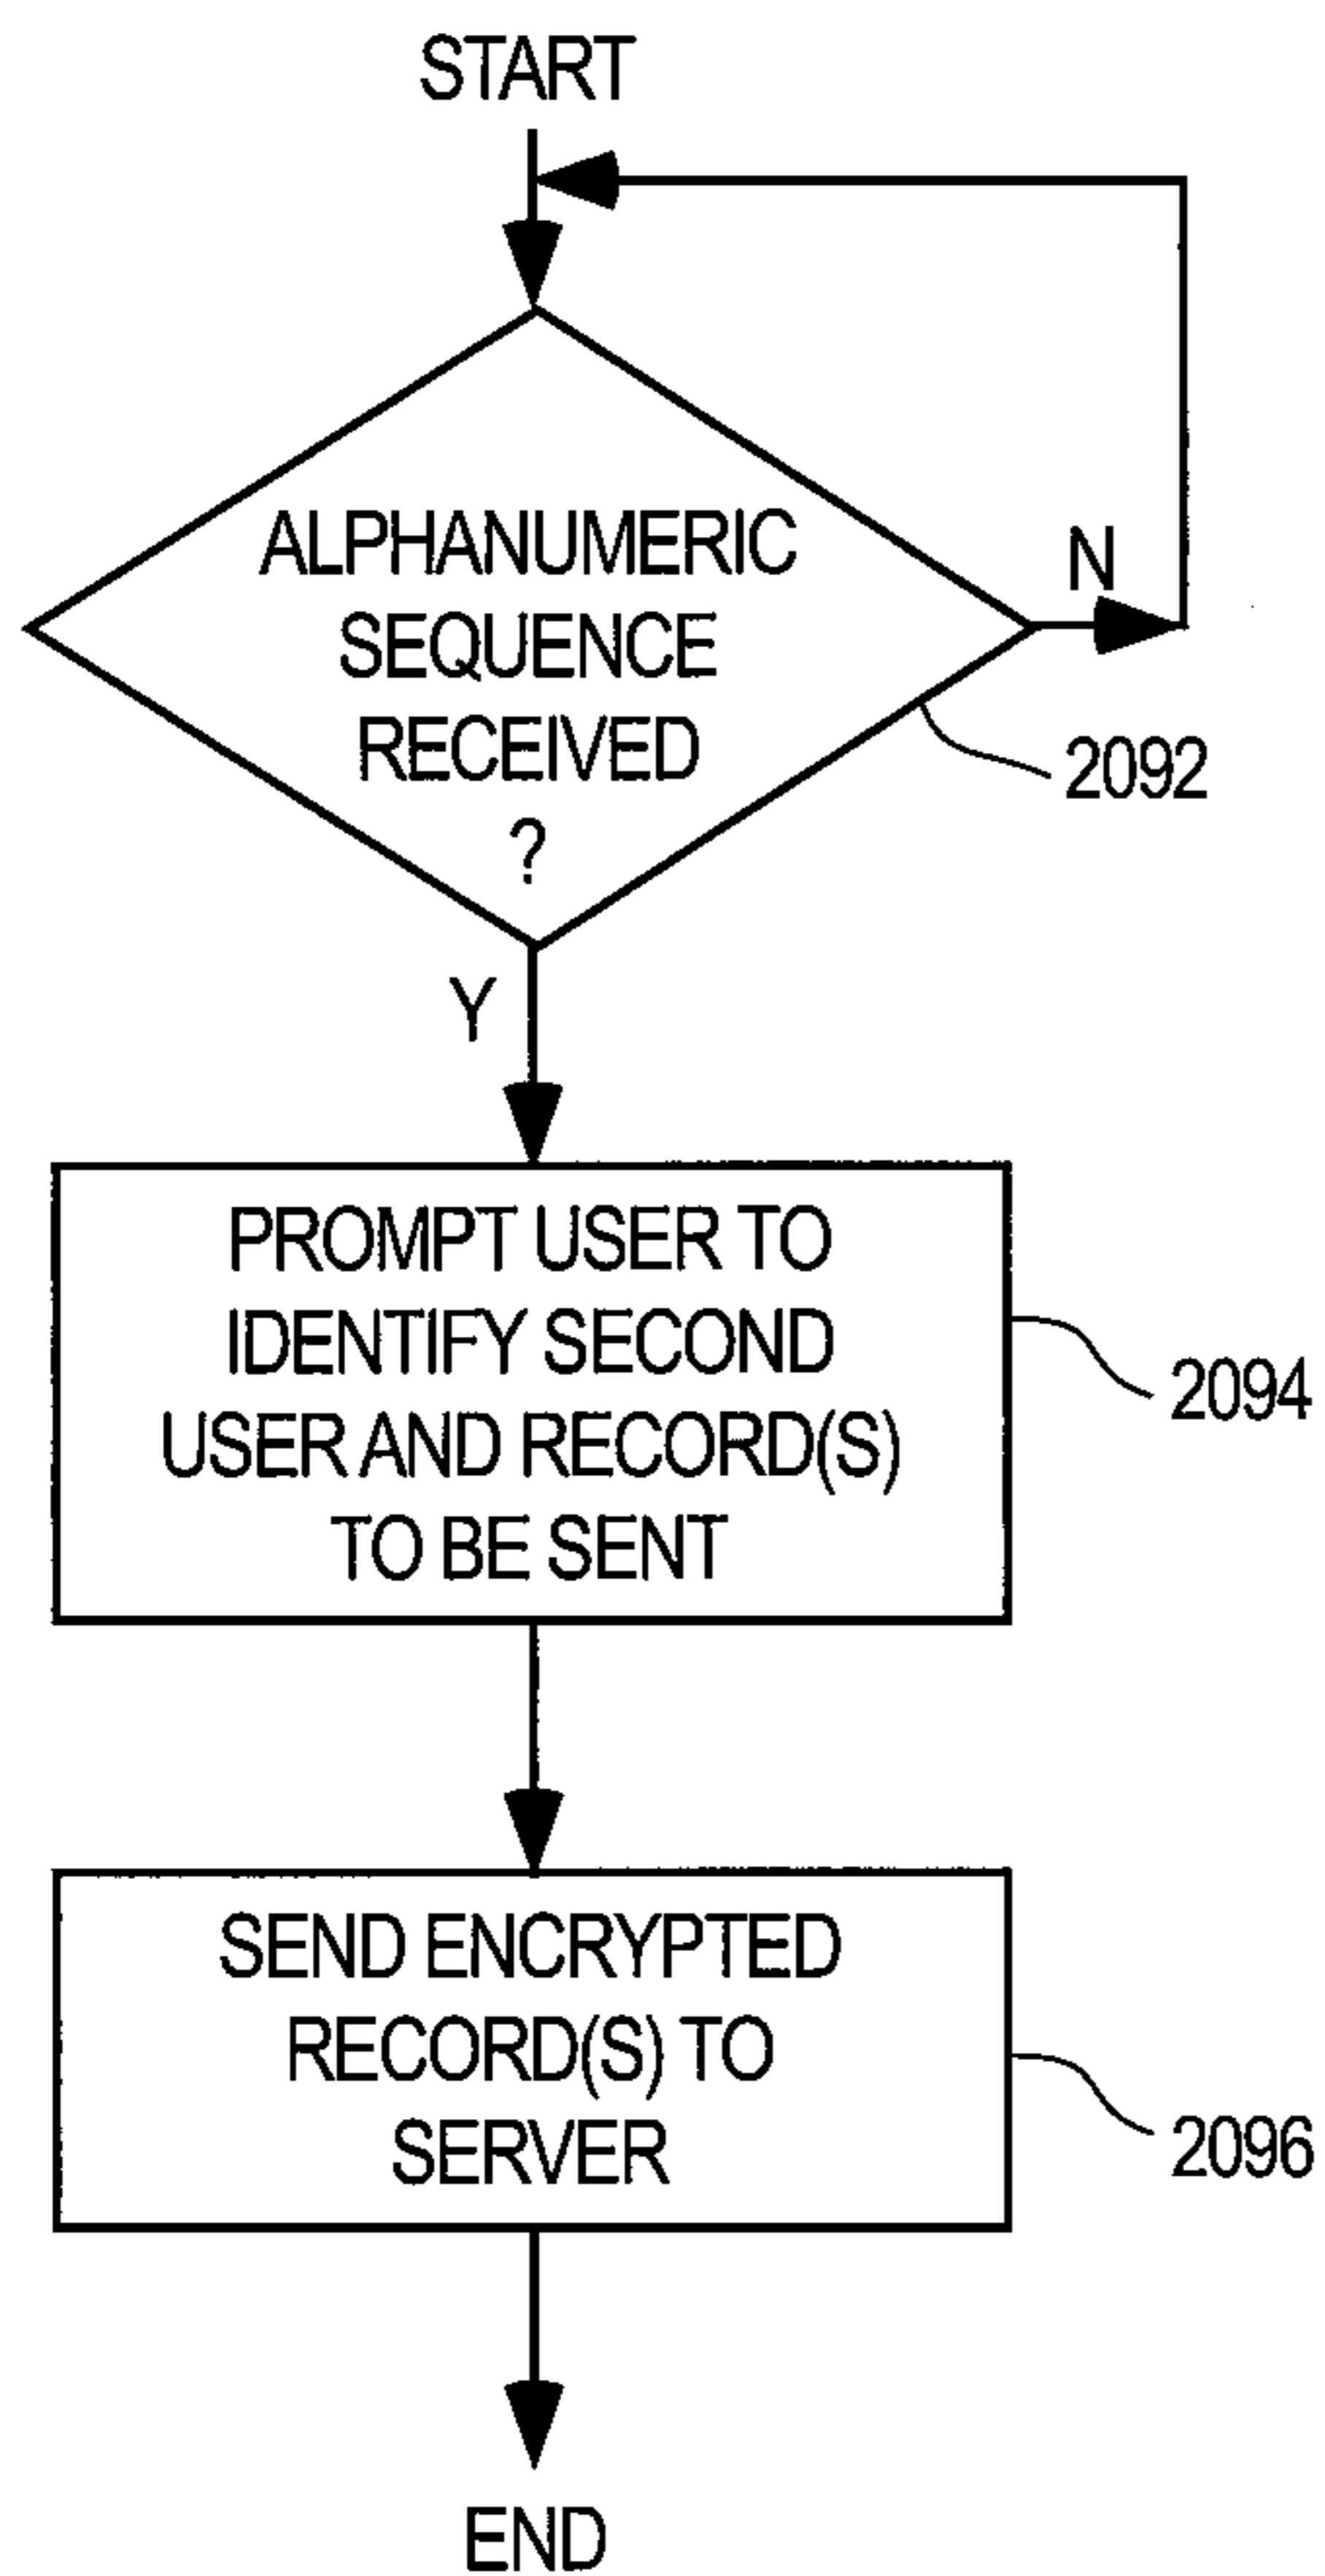 START
ALPHANUMERIC
SEQUENCE
RECEIVED
?
N
2092
Y
PROMPT USER TO
IDENTIFY SECOND
USER AND RECORD(S)
TO BE SENT
2094
SEND ENCRYPTED
RECORD(S) TO
SERVER
2096
END